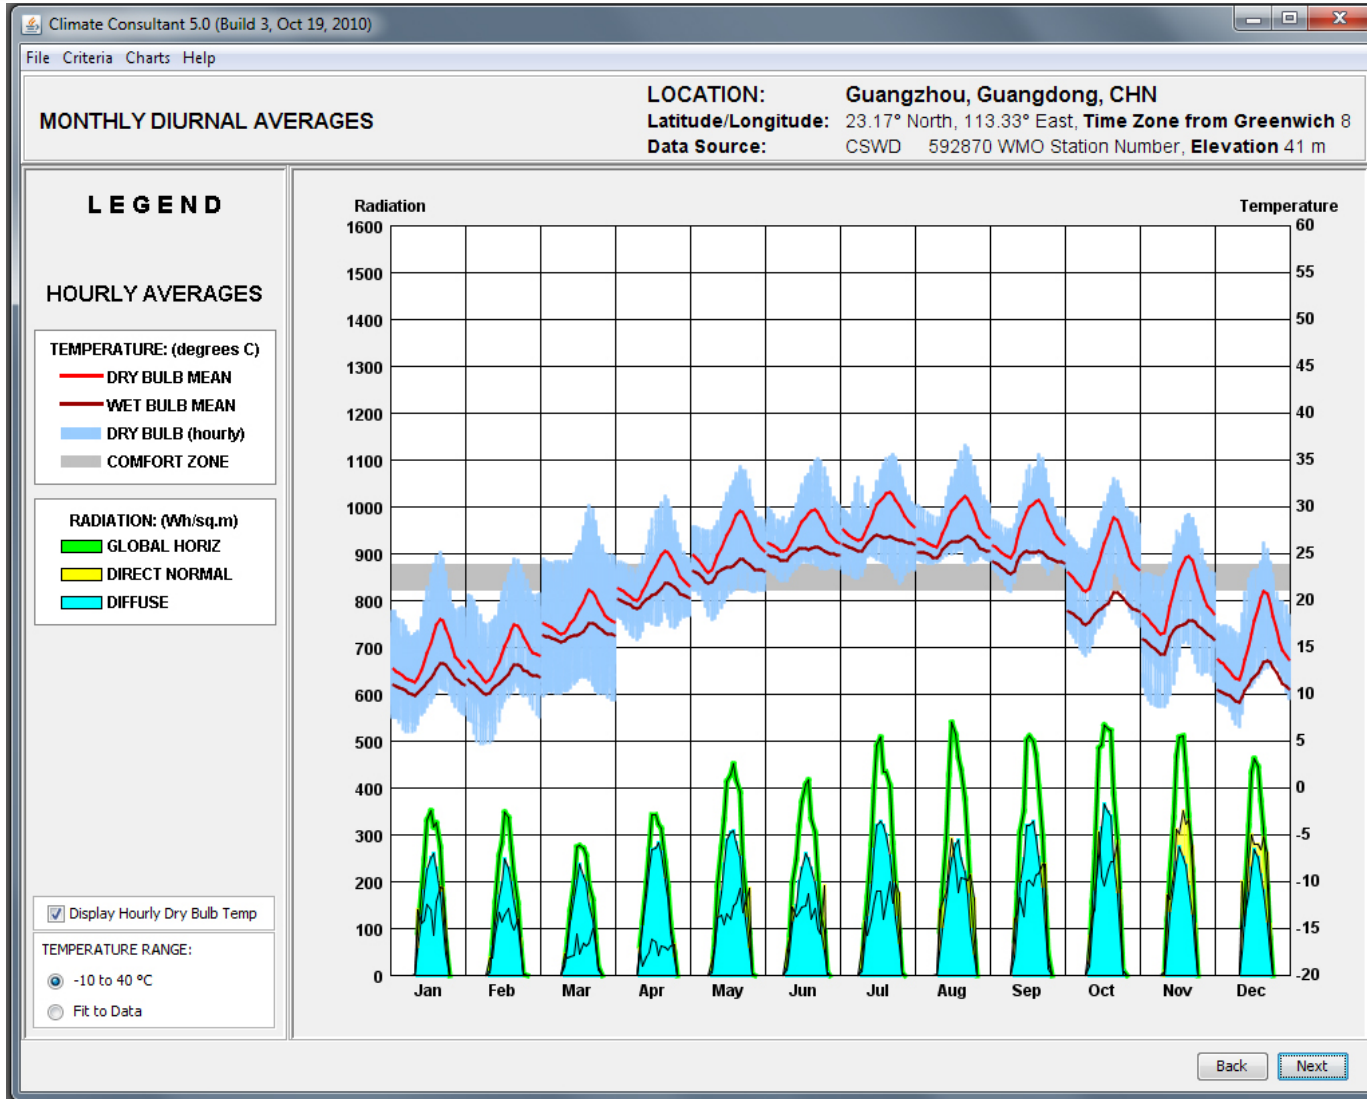 Climate Consultant 5.0 (Build 3, Oct 19, 2010)
File Criteria Charts Help
MONTHLY DIURNAL AVERAGES
LOCATION: Guangzhou, Guangdong, CHN
Latitude/Longitude: 23.17° North, 113.33° East, Time Zone from Greenwich 8
Data Source: CSWD 592870 WMO Station Number, Elevation 41 m
LEGEND
HOURLY AVERAGES
TEMPERATURE: (degrees C)
DRY BULB MEAN
WET BULB MEAN
DRY BULB (hourly)
COMFORT ZONE
RADIATION: (Wh/sq.m)
GLOBAL HORIZ
DIRECT NORMAL
DIFFUSE
Display Hourly Dry Bulb Temp
TEMPERATURE RANGE:
-10 to 40 ºC
Fit to Data
Radiation
1600
1500
1400
1300
1200
1100
1000
900
800
700
600
500
400
300
200
100
0
Temperature
60
55
50
45
40
35
30
25
20
15
10
5
0
-5
-10
-15
-20
Jan Feb Mar Apr May Jun Jul Aug Sep Oct Nov Dec
Back Next